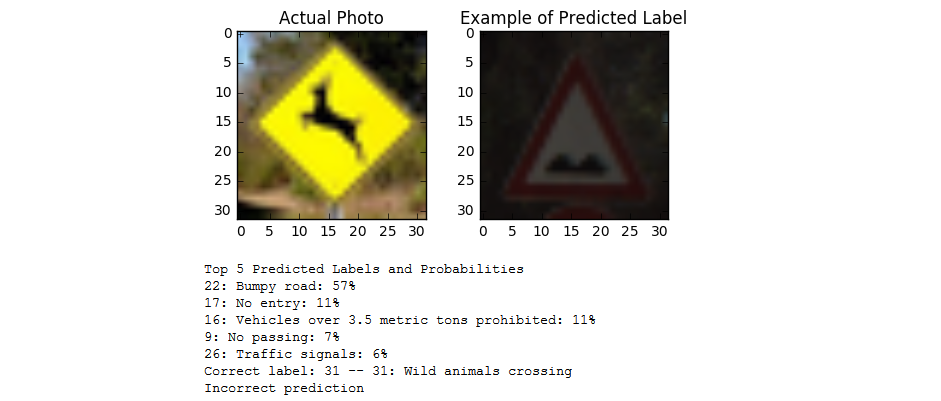 Actual Photo
Example of Predicted Label
0
5
10
15
20
25
30
0 5 10 15 20 25 30
0
5
10
15
20
25
30
0 5 10 15 20 25 30
Top 5 Predicted Labels and Probabilities
22: Bumpy road: 57%
17: No entry: 11%
16: Vehicles over 3.5 metric tons prohibited: 11%
9: No passing: 7%
26: Traffic signals: 6%
Correct label: 31 -- 31: Wild animals crossing
Incorrect prediction